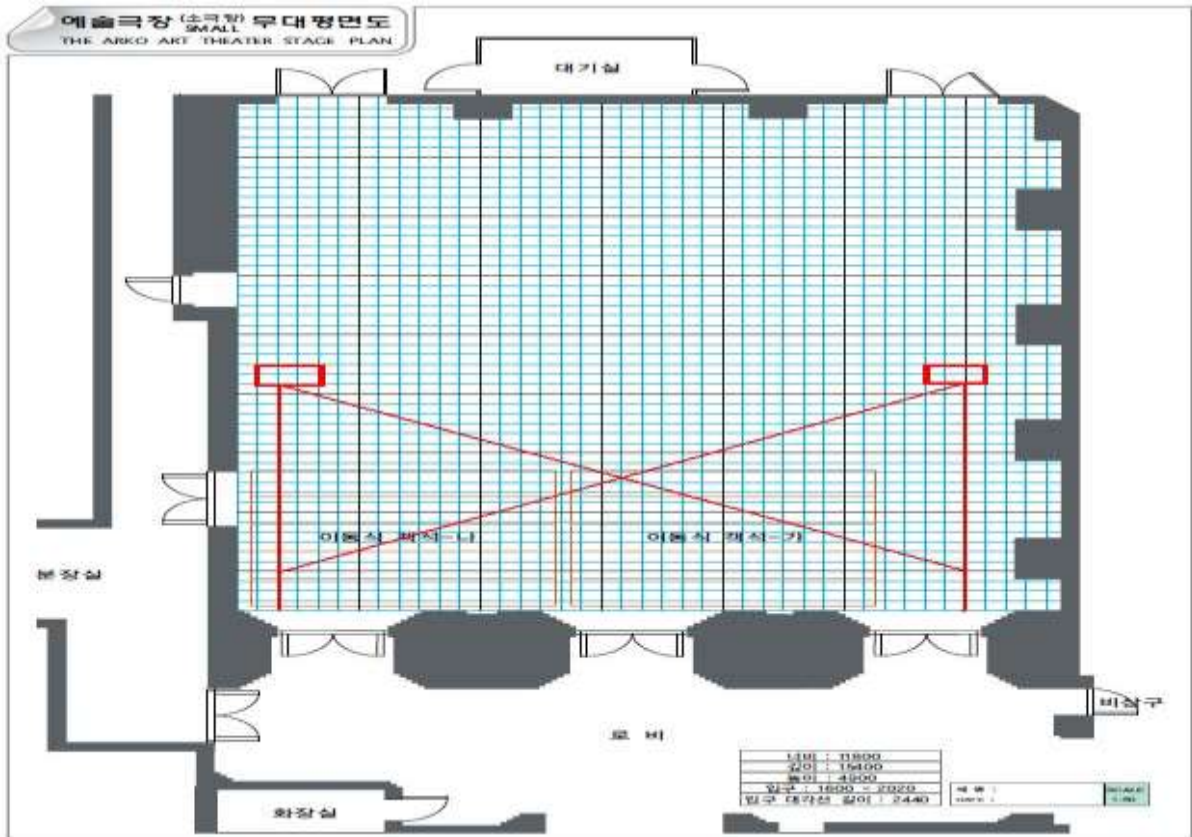 예술극장 (소극장) 무대평면도
SMALL
THE ARKO ART THEATER STAGE PLAN
대기실
이동식 객석-나
이동식 객석-가
분장실
비상구
로 비
너비 : 11800
깊이 : 15400
높이 : 4900
입구 : 1600 × 2020
입구 대각선 길이 : 2440
SCALE
화장실